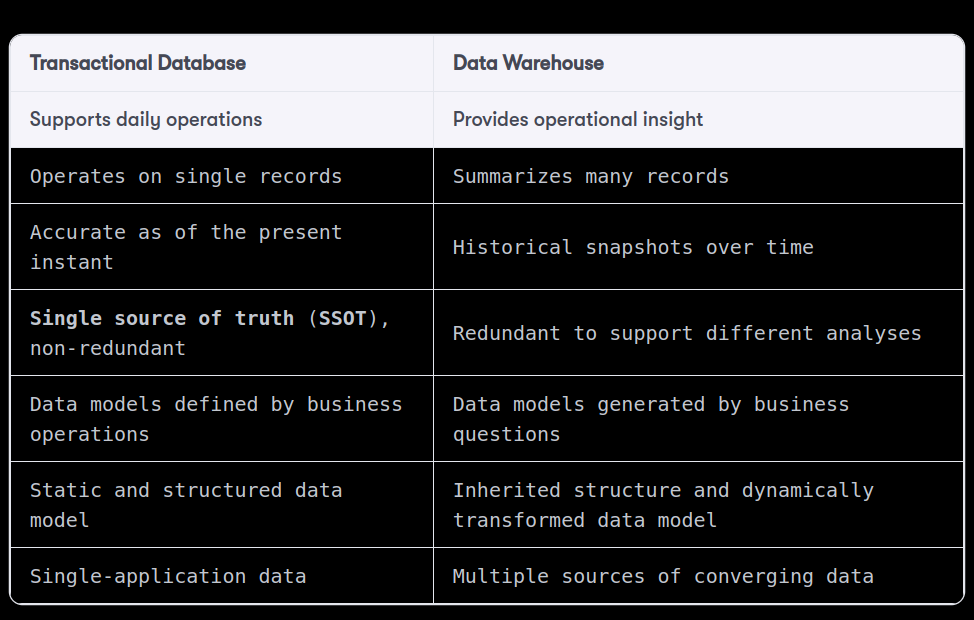 Transactional Database
Data Warehouse
Supports daily operations
Provides operational insight
Operates on single records
Summarizes many records
Accurate as of the present
instant
Historical snapshots over time
Single source of truth (SSOT),
non-redundant
Redundant to support different analyses
Data models defined by business
operations
Data models generated by business
questions
Static and structured data
model
Inherited structure and dynamically
transformed data model
Single-application data
Multiple sources of converging data